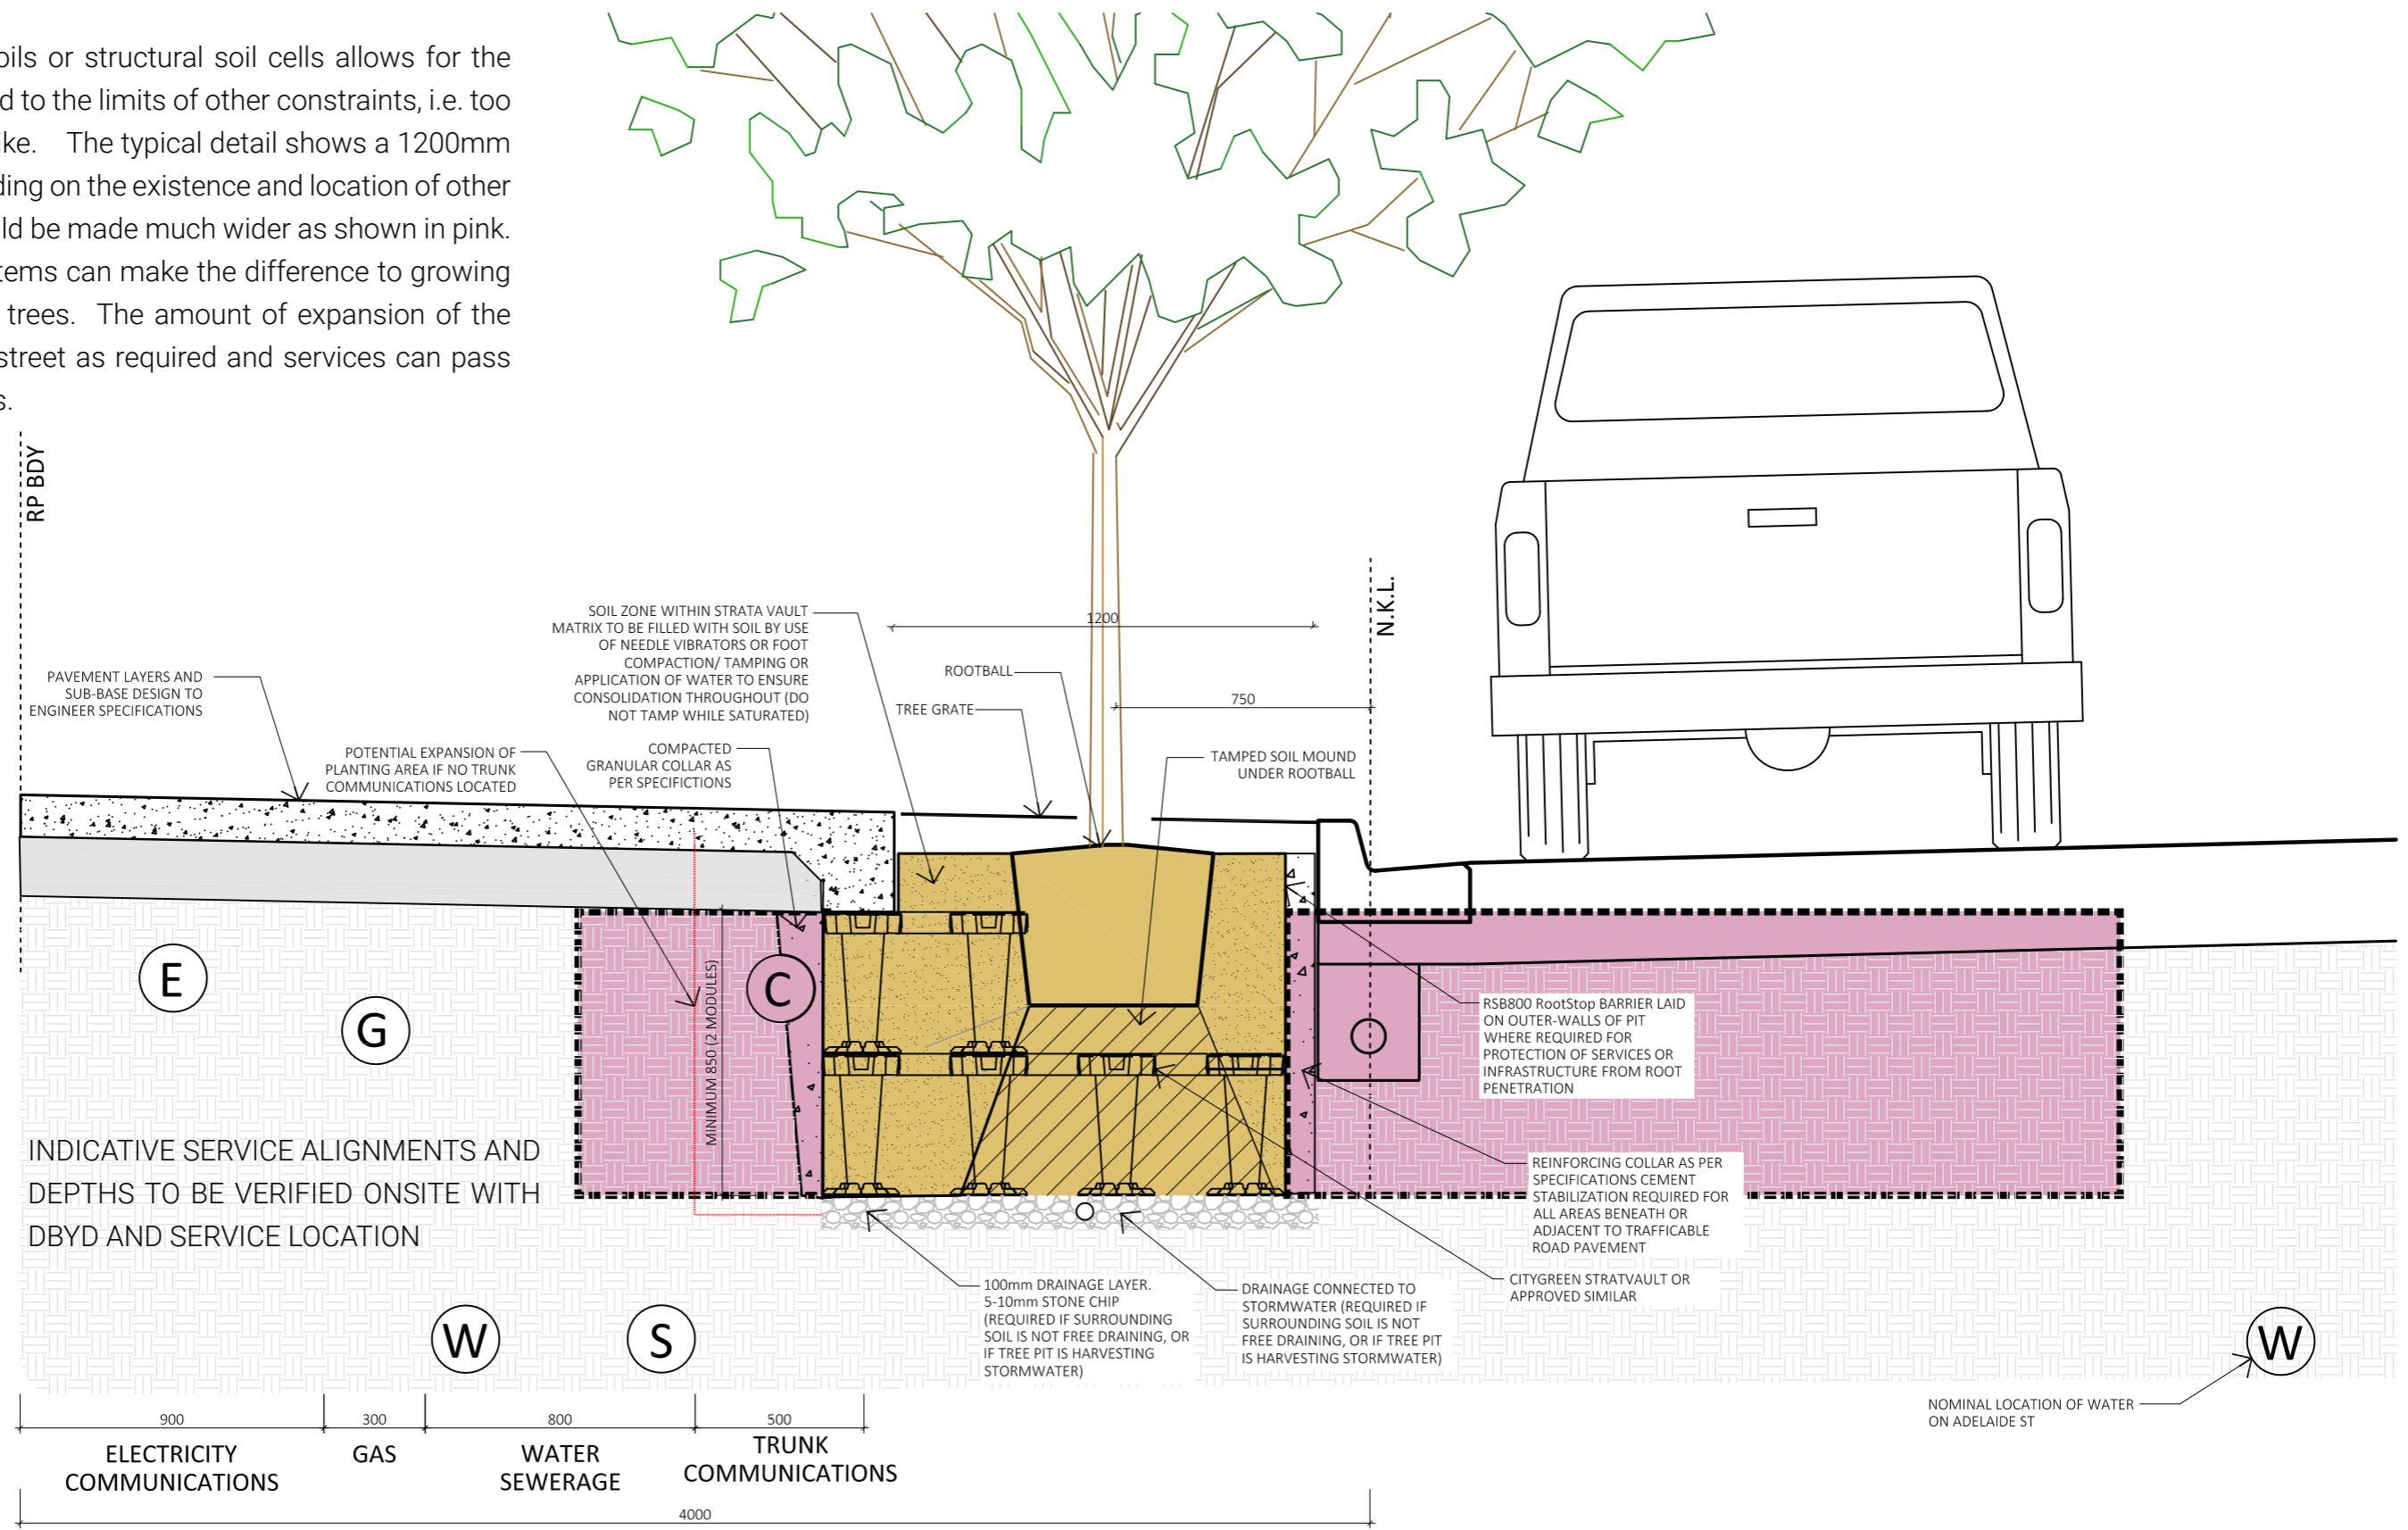 oils or structural soil cells allows for the
d to the limits of other constraints, i.e. too
ike. The typical detail shows a 1200mm
ding on the existence and location of other
ld be made much wider as shown in pink.
tems can make the difference to growing
trees. The amount of expansion of the
street as required and services can pass
s.
RP BDY
SOIL ZONE WITHIN STRATA VAULT
MATRIX TO BE FILLED WITH SOIL BY USE
OF NEEDLE VIBRATORS OR FOOT
COMPACTION/ TAMPING OR
APPLICATION OF WATER TO ENSURE
CONSOLIDATION THROUGHOUT (DO
NOT TAMP WHILE SATURATED)
1200
N.K.L.
ROOTBALL
750
TREE GRATE
PAVEMENT LAYERS AND
SUB-BASE DESIGN TO
ENGINEER SPECIFICATIONS
POTENTIAL EXPANSION OF
PLANTING AREA IF NO TRUNK
COMMUNICATIONS LOCATED
COMPACTED
GRANULAR COLLAR AS
PER SPECIFICTIONS
TAMPED SOIL MOUND
UNDER ROOTBALL
E
G
C
MINIMUM 850 (2 MODULES)
RSB800 RootStop BARRIER LAID
ON OUTER-WALLS OF PIT
WHERE REQUIRED FOR
PROTECTION OF SERVICES OR
INFRASTRUCTURE FROM ROOT
PENETRATION
INDICATIVE SERVICE ALIGNMENTS AND
DEPTHS TO BE VERIFIED ONSITE WITH
DBYD AND SERVICE LOCATION
REINFORCING COLLAR AS PER
SPECIFICATIONS CEMENT
STABILIZATION REQUIRED FOR
ALL AREAS BENEATH OR
ADJACENT TO TRAFFICABLE
ROAD PAVEMENT
CITYGREEN STRATVAULT OR
APPROVED SIMILAR
100mm DRAINAGE LAYER.
5-10mm STONE CHIP
(REQUIRED IF SURROUNDING
SOIL IS NOT FREE DRAINING, OR
IF TREE PIT IS HARVESTING
STORMWATER)
DRAINAGE CONNECTED TO
STORMWATER (REQUIRED IF
SURROUNDING SOIL IS NOT
FREE DRAINING, OR IF TREE PIT
IS HARVESTING STORMWATER)
W
S
W
NOMINAL LOCATION OF WATER
ON ADELAIDE ST
900
300
800
500
ELECTRICITY
COMMUNICATIONS
GAS
WATER
SEWERAGE
TRUNK
COMMUNICATIONS
4000